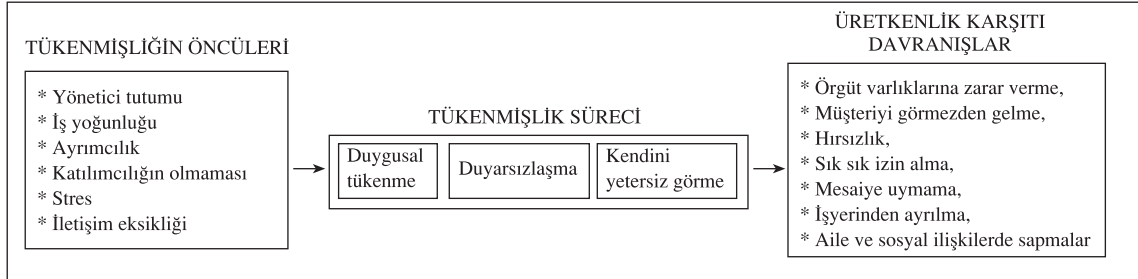 TÜKENMİŞLİĞİN ÖNCÜLERİ
* Yönetici tutumu
* İş yoğunluğu
* Ayrımcılık
* Katılımcılığın olmaması
* Stres
* İletişim eksikliği
TÜKENMİŞLİK SÜRECİ
Duygusal
tükenme
Duyarsızlaşma
Kendini
yetersiz görme
ÜRETKENLİK KARŞITI
DAVRANIŞLAR
* Örgüt varlıklarına zarar verme,
* Müşteriyi görmezden gelme,
* Hırsızlık,
* Sık sık izin alma,
* Mesaiye uymama,
* İşyerinden ayrılma,
* Aile ve sosyal ilişkilerde sapmalar